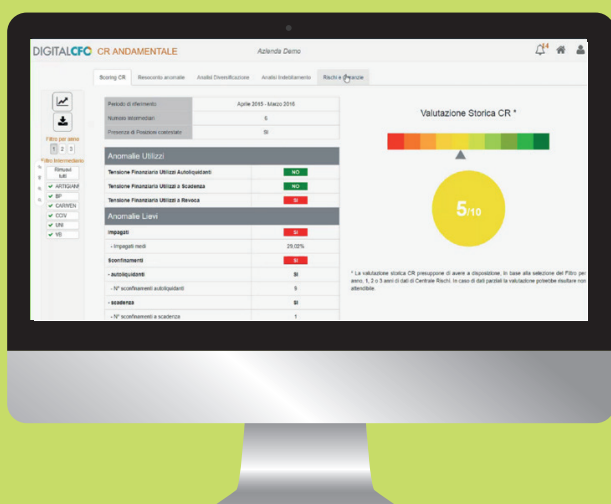 DIGITALCFO CR ANDAMENTALE Azienda Demo
Scoring CR Resoconto anomalie Analisi Diversificazione Analisi Indebitamento Rischi e Garanzie
Filtro per anno
1 2 3
Filtro Intermediario
Rimuovi tutti
ARTIGIANF
BP
CARIVEN
COIV
UNI
VB
Periodo di riferimento Aprile 2015 - Marzo 2018
Numero intermediari 6
Presenza di Posizioni contestate SI
Anomalie Utilizzi
Tensione Finanziaria Utilizzi Autoliquidanti NO
Tensione Finanziaria Utilizzi a Scadenza NO
Tensione Finanziaria Utilizzi a Revoca SI
Anomalie Lievi
Impagati SI
- Impagati medi 29,02%
Sconfinamenti SI
- autoliquidanti SI
- N° sconfinamenti autoliquidanti 5
- scadenza SI
- N° sconfinamenti a scadenza 1
Valutazione Storica CR *
5/10
* La valutazione storica CR presuppone di avere a disposizione, in base alla selezione del Filtro per
anno, 1, 2 o 3 anni di dati di Centrale Rischi. In caso di dati parziali la valutazione potrebbe risultare non
attendibile.